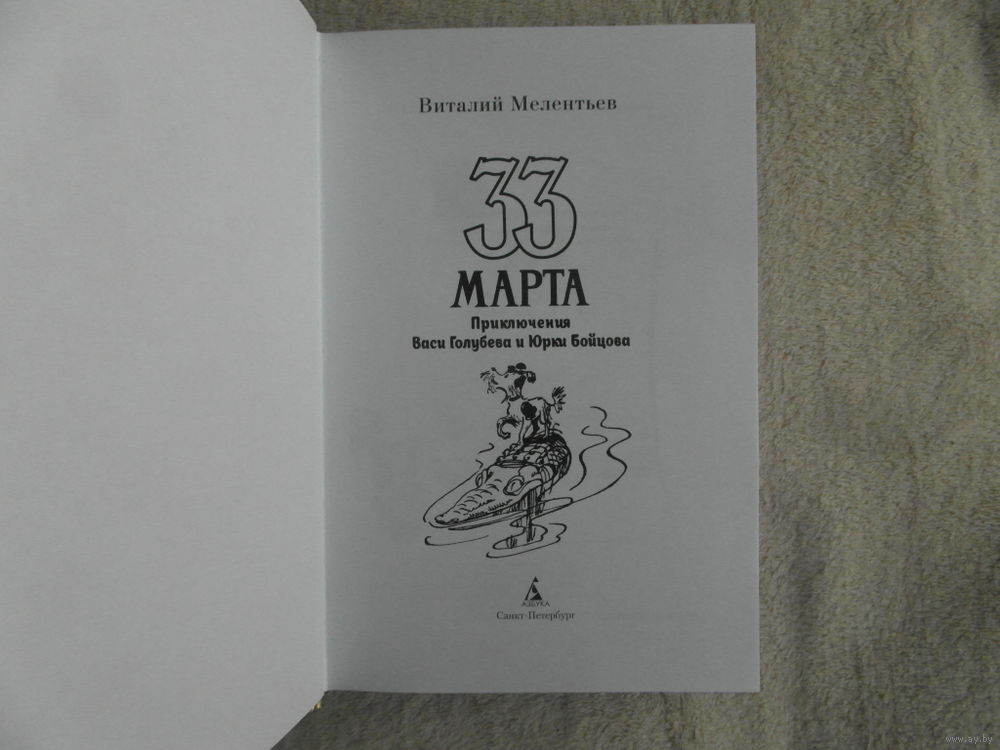 Виталий Мелентьев
33
МАРТА
Приключения
Васи Голубева и Юрки Бойцова
АЗБУКА
Санкт-Петербург
www.ay.by